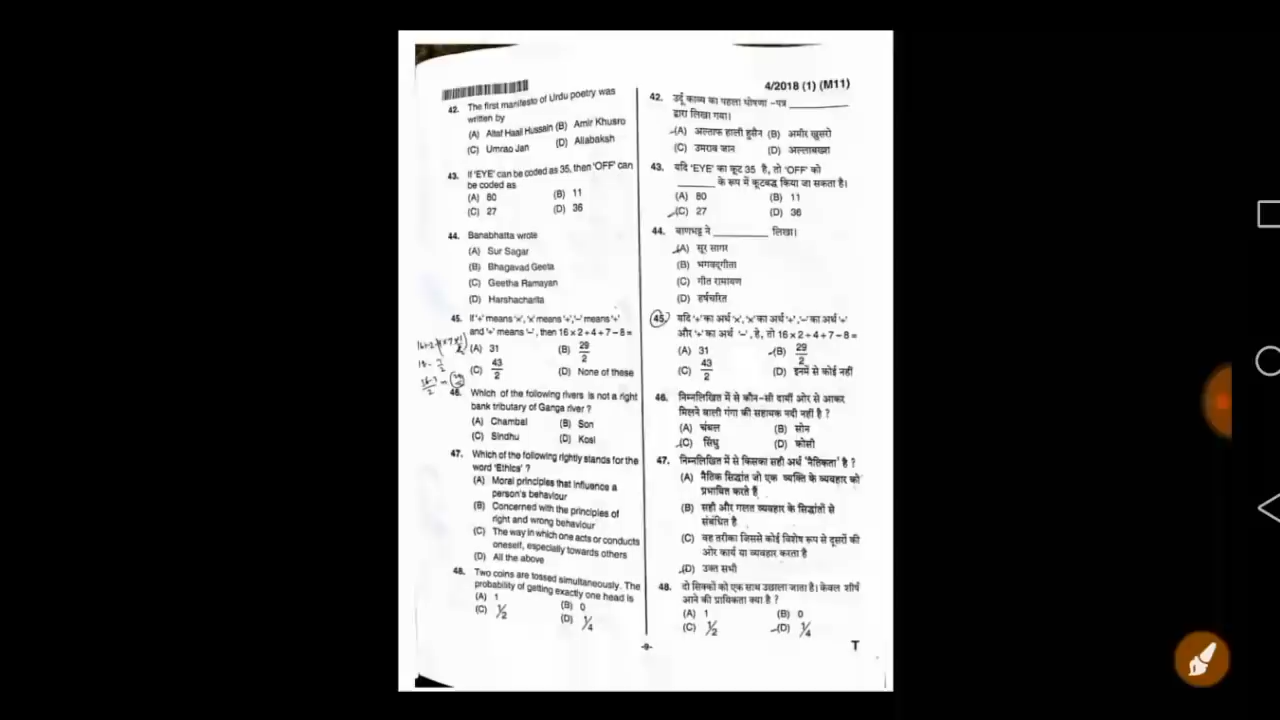 4/2018 (1) (M11)
42. The first manifesto of Urdu poetry was
written by
(A) Altaf Haali Hussain (B) Amir Khusro
(C) Umrao Jan (D) Allabaksh
43. If 'EYE' can be coded as 35, then 'OFF' can
be coded as
(A) 80 (B) 11
(C) 27 (D) 36
44. Banabhatta wrote
(A) Sur Sagar
(B) Bhagavad Geeta
(C) Geetha Ramayan
(D) Harshacharita
45. If '÷' means '×', '×' means '+', '–' means '÷'
and '+' means '–', then 16 × 2 ÷ 4 + 7 – 8 =
(A) 31 (B) 29/2
(C) 43/2 (D) None of these
46. Which of the following rivers is not a right
bank tributary of Ganga river ?
(A) Chambal (B) Son
(C) Sindhu (D) Kosi
47. Which of the following rightly stands for the
word 'Ethics' ?
(A) Moral principles that influence a
person's behaviour
(B) Concerned with the principles of
right and wrong behaviour
(C) The way in which one acts or conducts
oneself, especially towards others
(D) All the above
48. Two coins are tossed simultaneously. The
probability of getting exactly one head is
(A) 1 (B) 0
(C) 1/2 (D) 1/4
42. उर्दू काव्य का पहला घोषणा -पत्र ________
द्वारा लिखा गया।
(A) अल्ताफ हाली हुसैन (B) अमीर खुसरो
(C) उमराव जान (D) अल्लाबख्श
43. यदि 'EYE' का कूट 35 है, तो 'OFF' को
________ के रूप में कूटबद्ध किया जा सकता है।
(A) 80 (B) 11
(C) 27 (D) 36
44. बाणभट्ट ने ________ लिखा।
(A) सूर सागर
(B) भगवद्गीता
(C) गीत रामायण
(D) हर्षचरित
45. यदि '÷' का अर्थ '×', '×' का अर्थ '+', '–' का अर्थ '÷'
और '+' का अर्थ '–', है, तो 16 × 2 ÷ 4 + 7 – 8 =
(A) 31 (B) 29/2
(C) 43/2 (D) इनमें से कोई नहीं
46. निम्नलिखित में से कौन-सी दायीं ओर से आकर
मिलने वाली गंगा की सहायक नदी नहीं है ?
(A) चंबल (B) सोन
(C) सिंधु (D) कोसी
47. निम्नलिखित में से किसका सही अर्थ 'नैतिकता' है ?
(A) नैतिक सिद्धांत जो एक व्यक्ति के व्यवहार को
प्रभावित करते हैं
(B) सही और गलत व्यवहार के सिद्धांतों से
संबंधित है
(C) वह तरीका जिससे कोई विशेष रूप से दूसरों की
ओर कार्य या व्यवहार करता है
(D) उक्त सभी
48. दो सिक्कों को एक साथ उछाला जाता है। केवल शीर्ष
आने की प्रायिकता क्या है ?
(A) 1 (B) 0
(C) 1/2 (D) 1/4
-9-
T